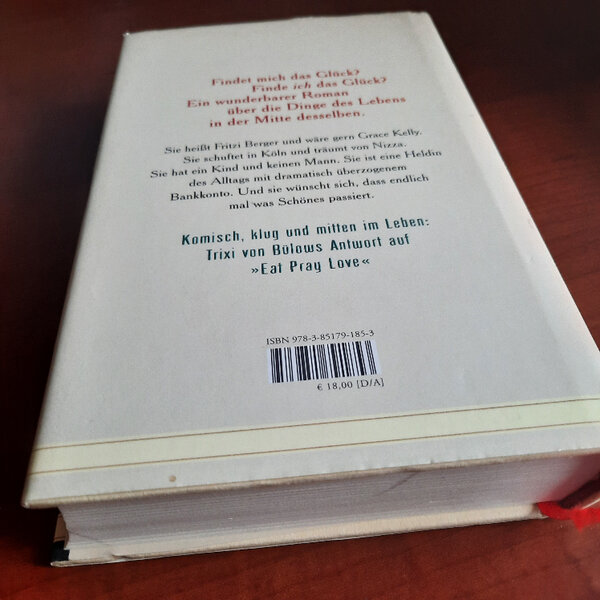 Findet mich das Glück?
Finde ich das Glück?
Ein wunderbarer Roman
über die Dinge des Lebens
in der Mitte desselben.
Sie heißt Fritzi Berger und wäre gern Grace Kelly.
Sie schuftet in Köln und träumt von Nizza.
Sie hat ein Kind und keinen Mann. Sie ist eine Heldin
des Alltags mit dramatisch überzogenem
Bankkonto. Und sie wünscht sich, dass endlich
mal was Schönes passiert.
Komisch, klug und mitten im Leben:
Trixi von Bülows Antwort auf
»Eat Pray Love«
ISBN 978-3-85179-185-3
€ 18,00 [D/A]